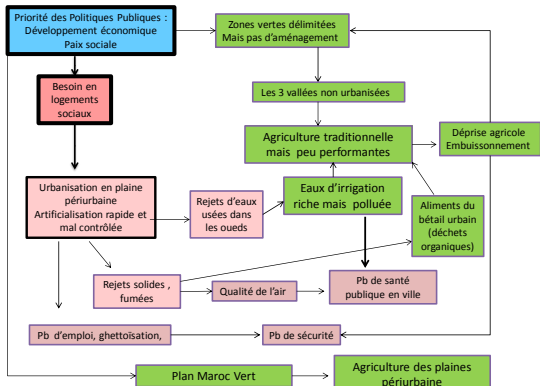 Priorité des Politiques Publiques :
Développement économique
Paix sociale
Zones vertes délimitées
Mais pas d'aménagement
Besoin en
logements
sociaux
Les 3 vallées non urbanisées
Agriculture traditionnelle
mais peu performantes
Déprise agricole
Embuissonnement
Urbanisation en plaine
périurbaine
Artificialisation rapide et
mal contrôlée
Rejets d'eaux
usées dans
les oueds
Eaux d'irrigation
riche mais polluée
Aliments du
bétail urbain
(déchets
organiques)
Rejets solides ,
fumées
Qualité de l'air
Pb de santé
publique en ville
Pb d'emploi, ghettoïsation,
Pb de sécurité
Plan Maroc Vert
Agriculture des plaines
périurbaine